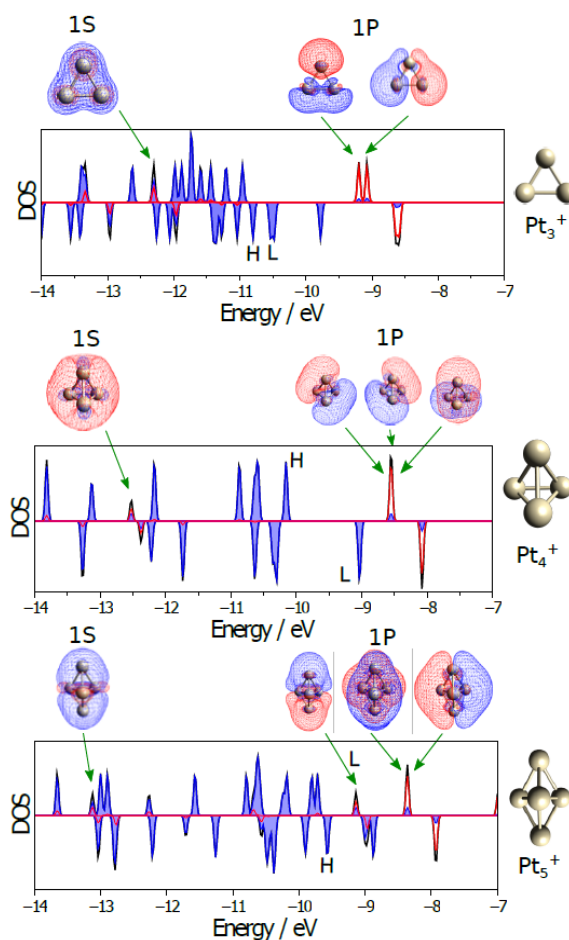 1S 1P
DOS
H L
Pt3+
−14 −13 −12 −11 −10 −9 −8 −7
Energy / eV
1S 1P
DOS
H
L
Pt4+
−14 −13 −12 −11 −10 −9 −8 −7
Energy / eV
1S 1P
DOS
L
H
Pt5+
−14 −13 −12 −11 −10 −9 −8 −7
Energy / eV